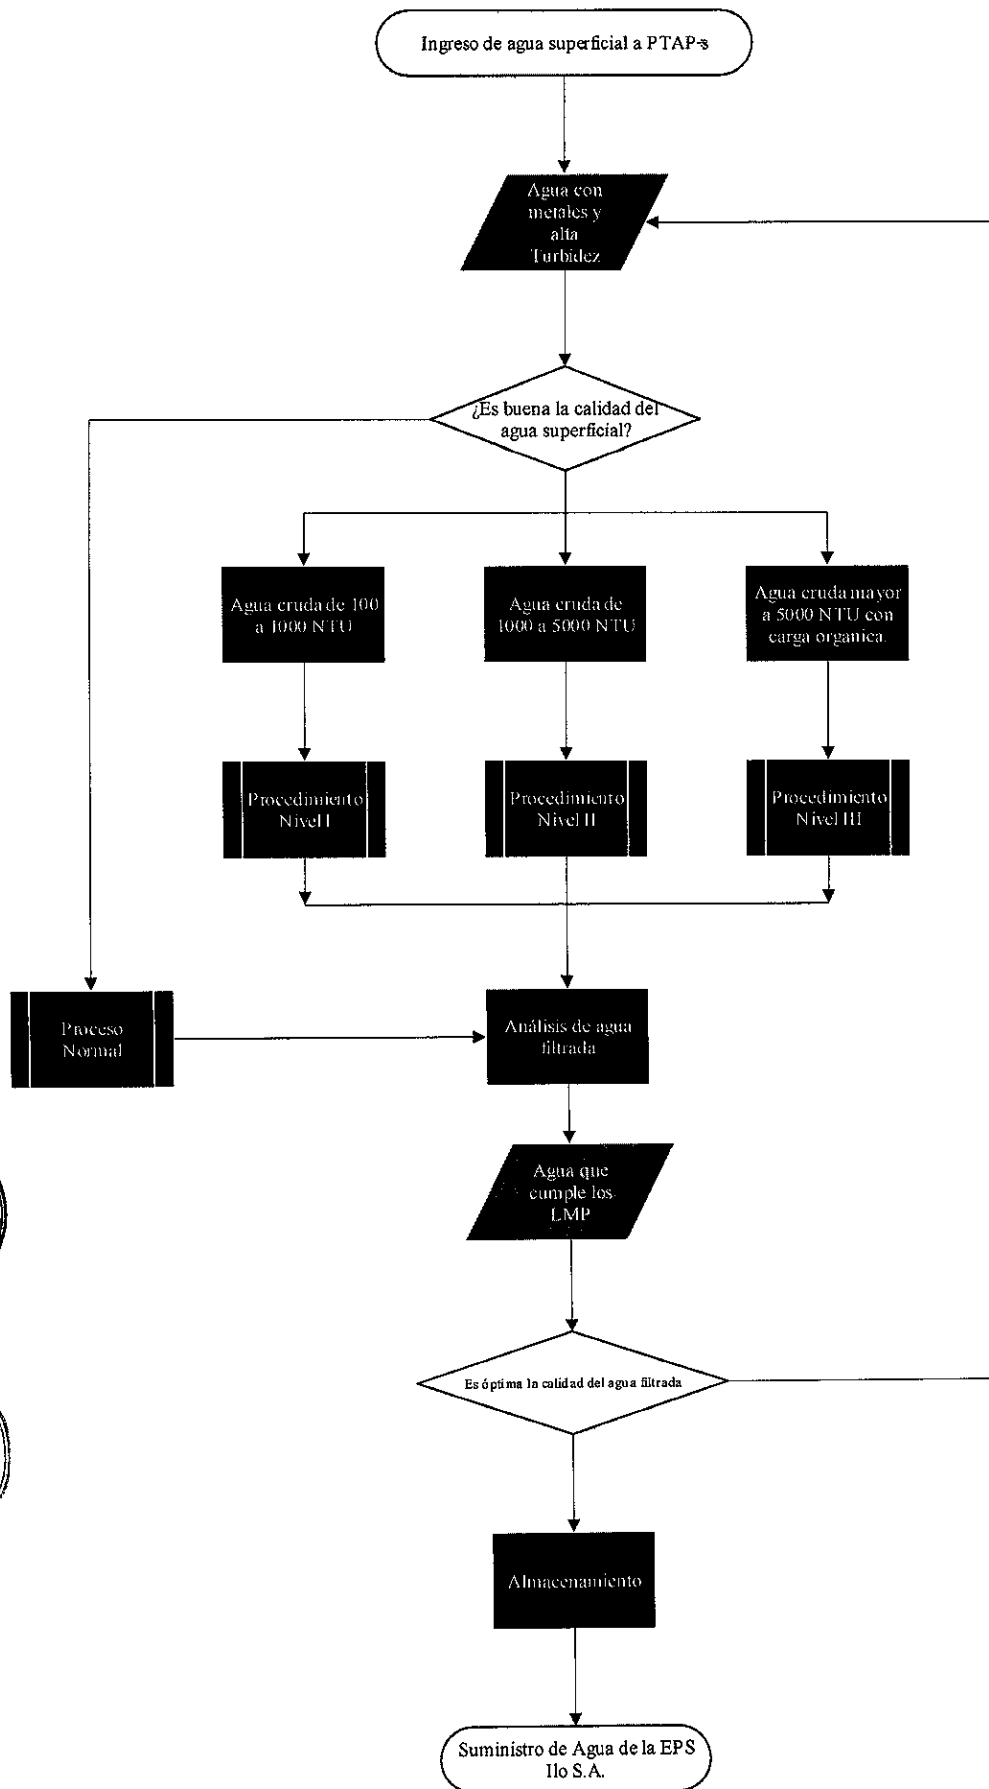 Ingreso de agua superficial a PTAP-s
Agua con
metales y
alta
Turbidez
¿Es buena la calidad del
agua superficial?
Agua cruda de 100
a 1000 NTU
Agua cruda de
1000 a 5000 NTU
Agua cruda mayor
a 5000 NTU con
carga organica.
Procedimiento
Nivel I
Procedimiento
Nivel II
Procedimiento
Nivel III
Proceso
Normal
Análisis de agua
filtrada
Agua que
cumple los
LMP
Es óptima la calidad del agua filtrada
Almacenamiento
Suministro de Agua de la EPS
Ilo S.A.